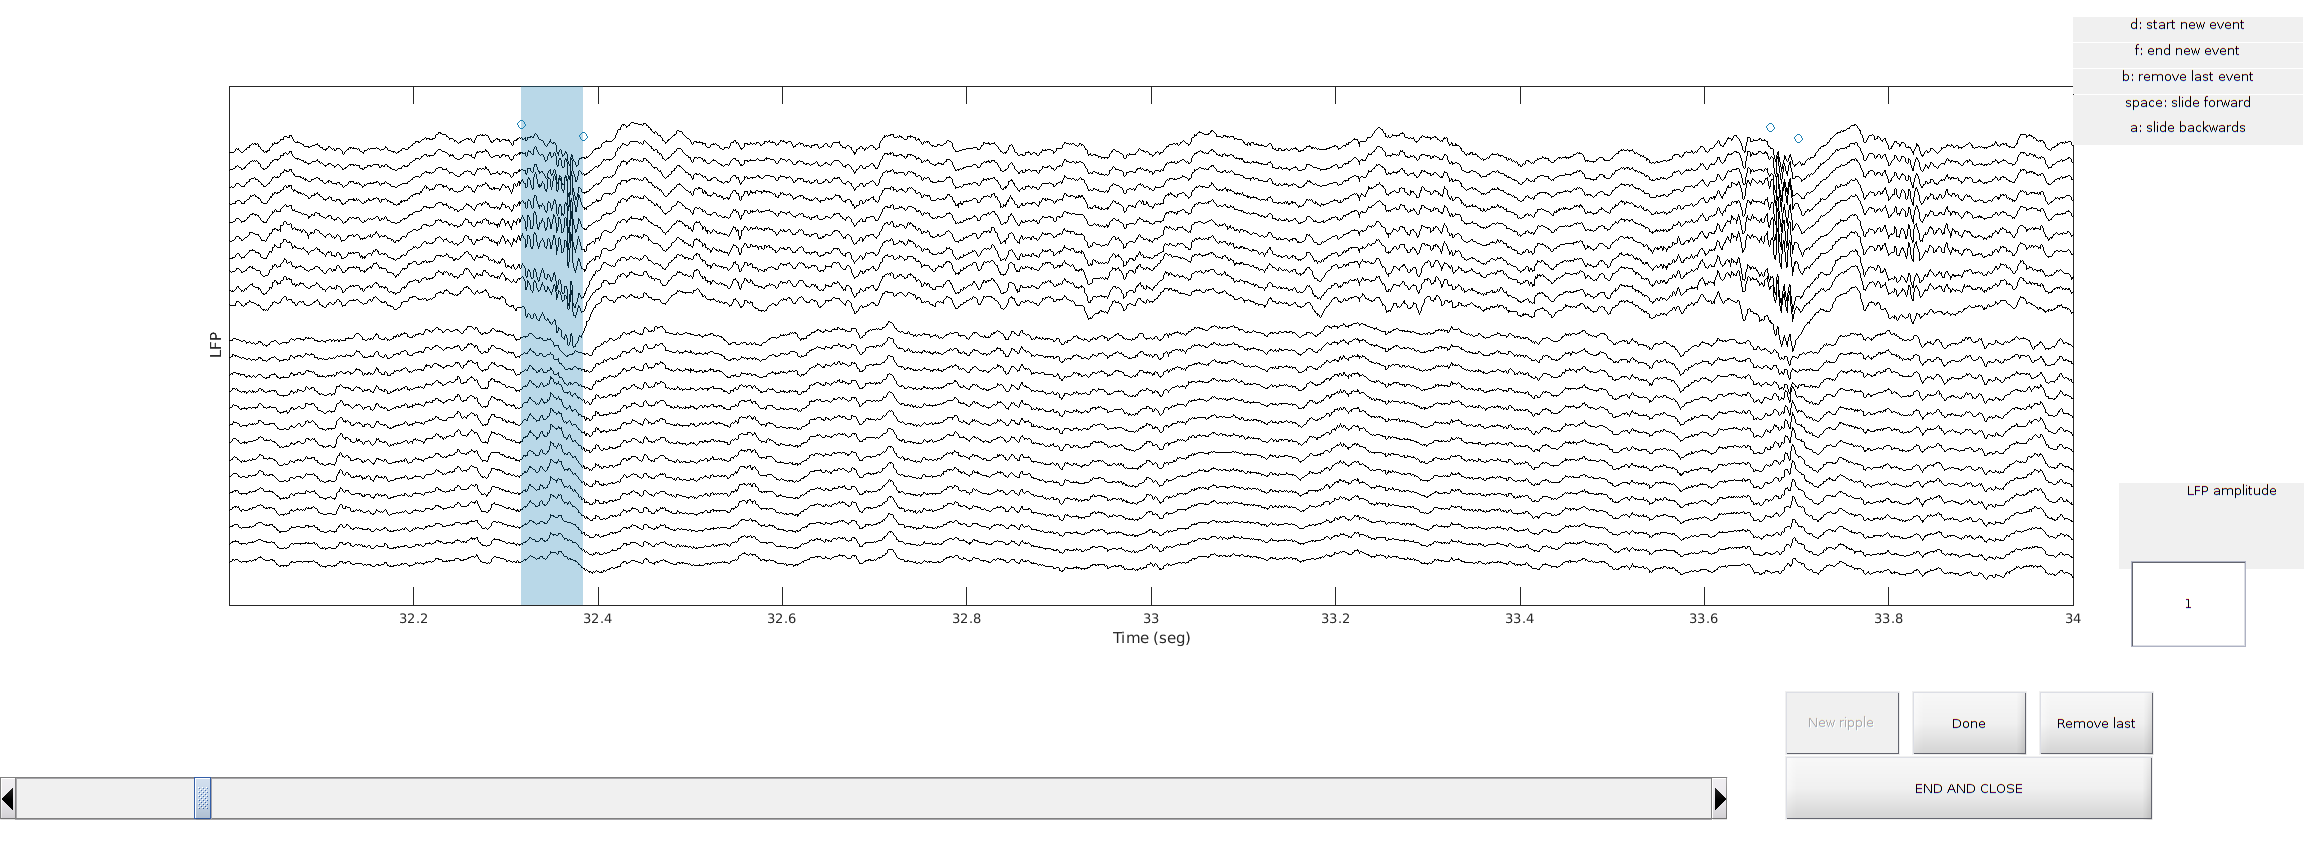 d: start new event
f: end new event
b: remove last event
space: slide forward
a: slide backwards
LFP
32.2 32.4 32.6 32.8 33 33.2 33.4 33.6 33.8 34
Time (seg)
LFP amplitude
1
New ripple Done Remove last
END AND CLOSE